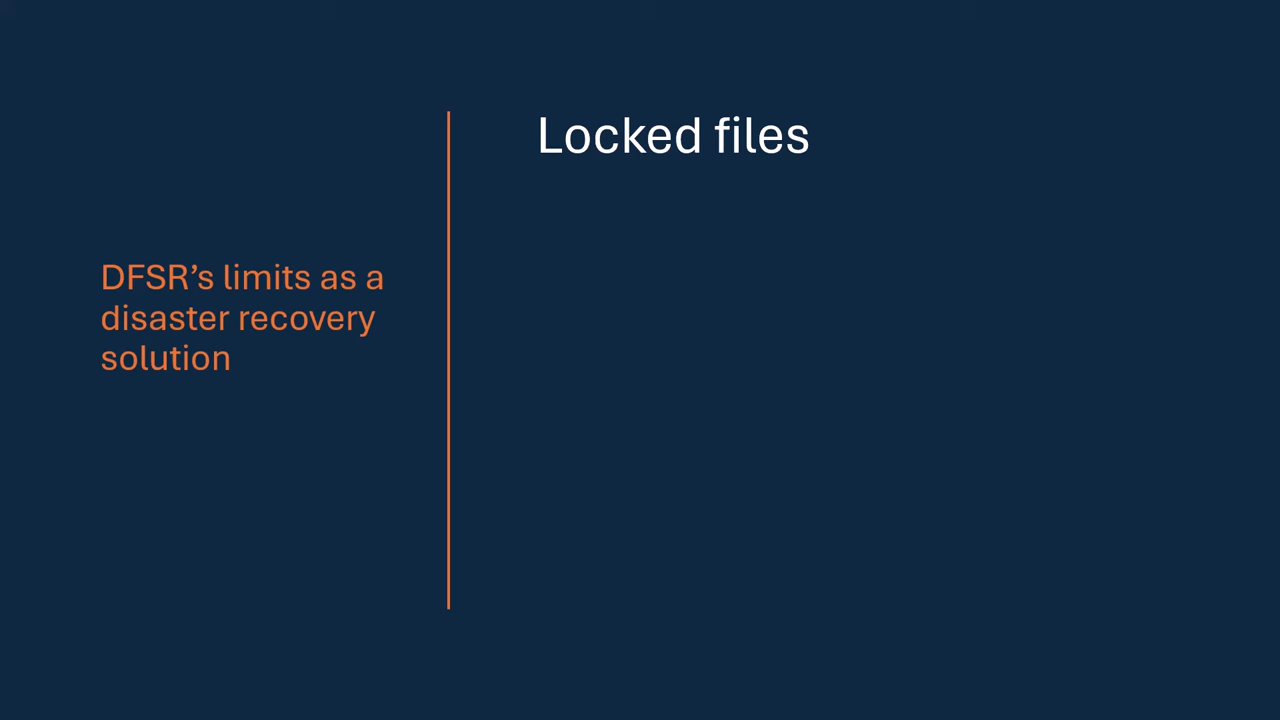 DFSR’s limits as a
disaster recovery
solution
Locked files